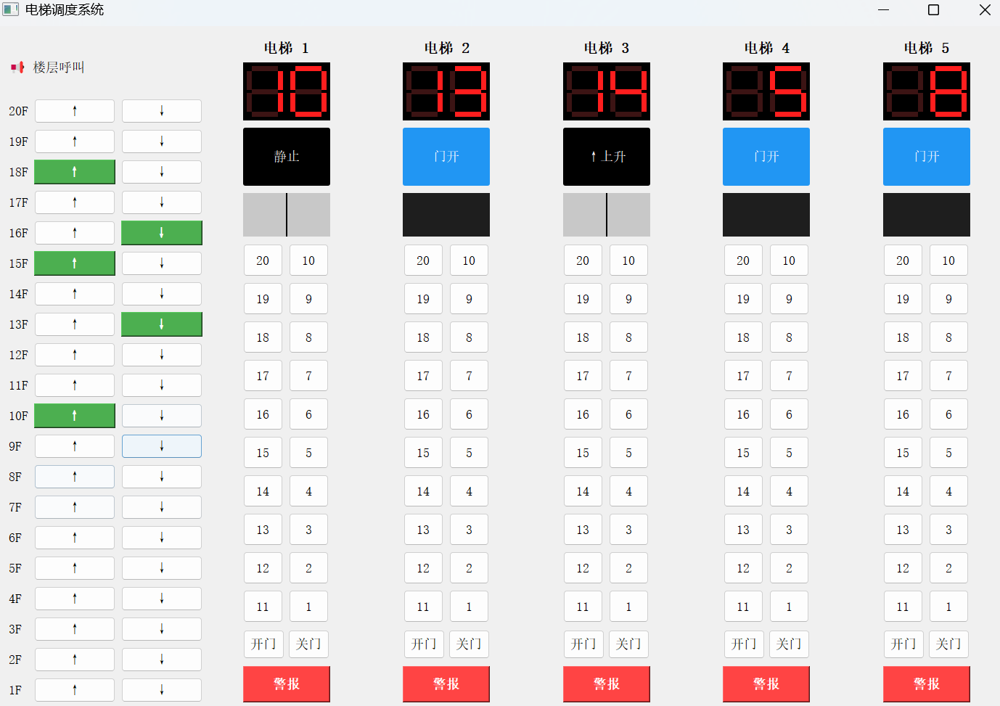 电梯调度系统
楼层呼叫
20F ↑ ↓
19F ↑ ↓
18F ↑ ↓
17F ↑ ↓
16F ↑ ↓
15F ↑ ↓
14F ↑ ↓
13F ↑ ↓
12F ↑ ↓
11F ↑ ↓
10F ↑ ↓
9F ↑ ↓
8F ↑ ↓
7F ↑ ↓
6F ↑ ↓
5F ↑ ↓
4F ↑ ↓
3F ↑ ↓
2F ↑ ↓
1F ↑ ↓
电梯 1
10
静止
20 10
19 9
18 8
17 7
16 6
15 5
14 4
13 3
12 2
11 1
开门 关门
警报
电梯 2
13
门开
20 10
19 9
18 8
17 7
16 6
15 5
14 4
13 3
12 2
11 1
开门 关门
警报
电梯 3
14
↑上升
20 10
19 9
18 8
17 7
16 6
15 5
14 4
13 3
12 2
11 1
开门 关门
警报
电梯 4
5
门开
20 10
19 9
18 8
17 7
16 6
15 5
14 4
13 3
12 2
11 1
开门 关门
警报
电梯 5
8
门开
20 10
19 9
18 8
17 7
16 6
15 5
14 4
13 3
12 2
11 1
开门 关门
警报